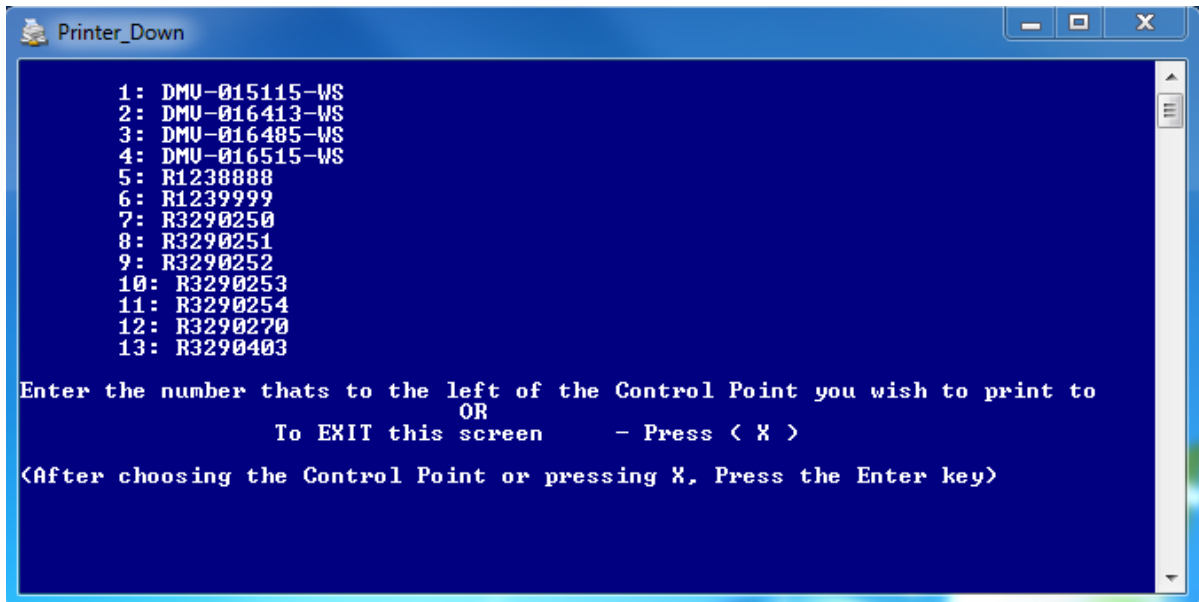 Printer_Down
1: DMV-015115-WS
2: DMV-016413-WS
3: DMV-016485-WS
4: DMV-016515-WS
5: R1238888
6: R1239999
7: R3290250
8: R3290251
9: R3290252
10: R3290253
11: R3290254
12: R3290270
13: R3290403
Enter the number thats to the left of the Control Point you wish to print to
OR
To EXIT this screen - Press ( X )
(After choosing the Control Point or pressing X, Press the Enter key)